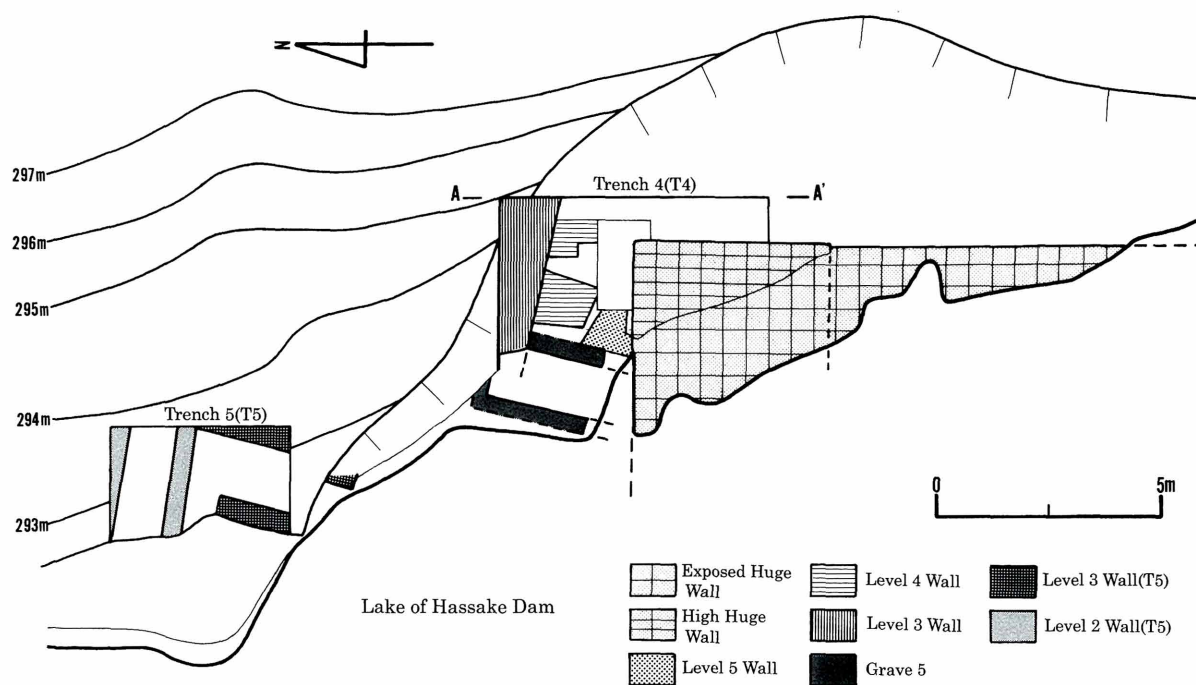 N
297m
296m
295m
294m
293m
A
Trench 4(T4)
A'
Trench 5(T5)
0
5m
Lake of Hassake Dam
Exposed Huge
Wall
High Huge
Wall
Level 5 Wall
Level 4 Wall
Level 3 Wall
Grave 5
Level 3 Wall(T5)
Level 2 Wall(T5)